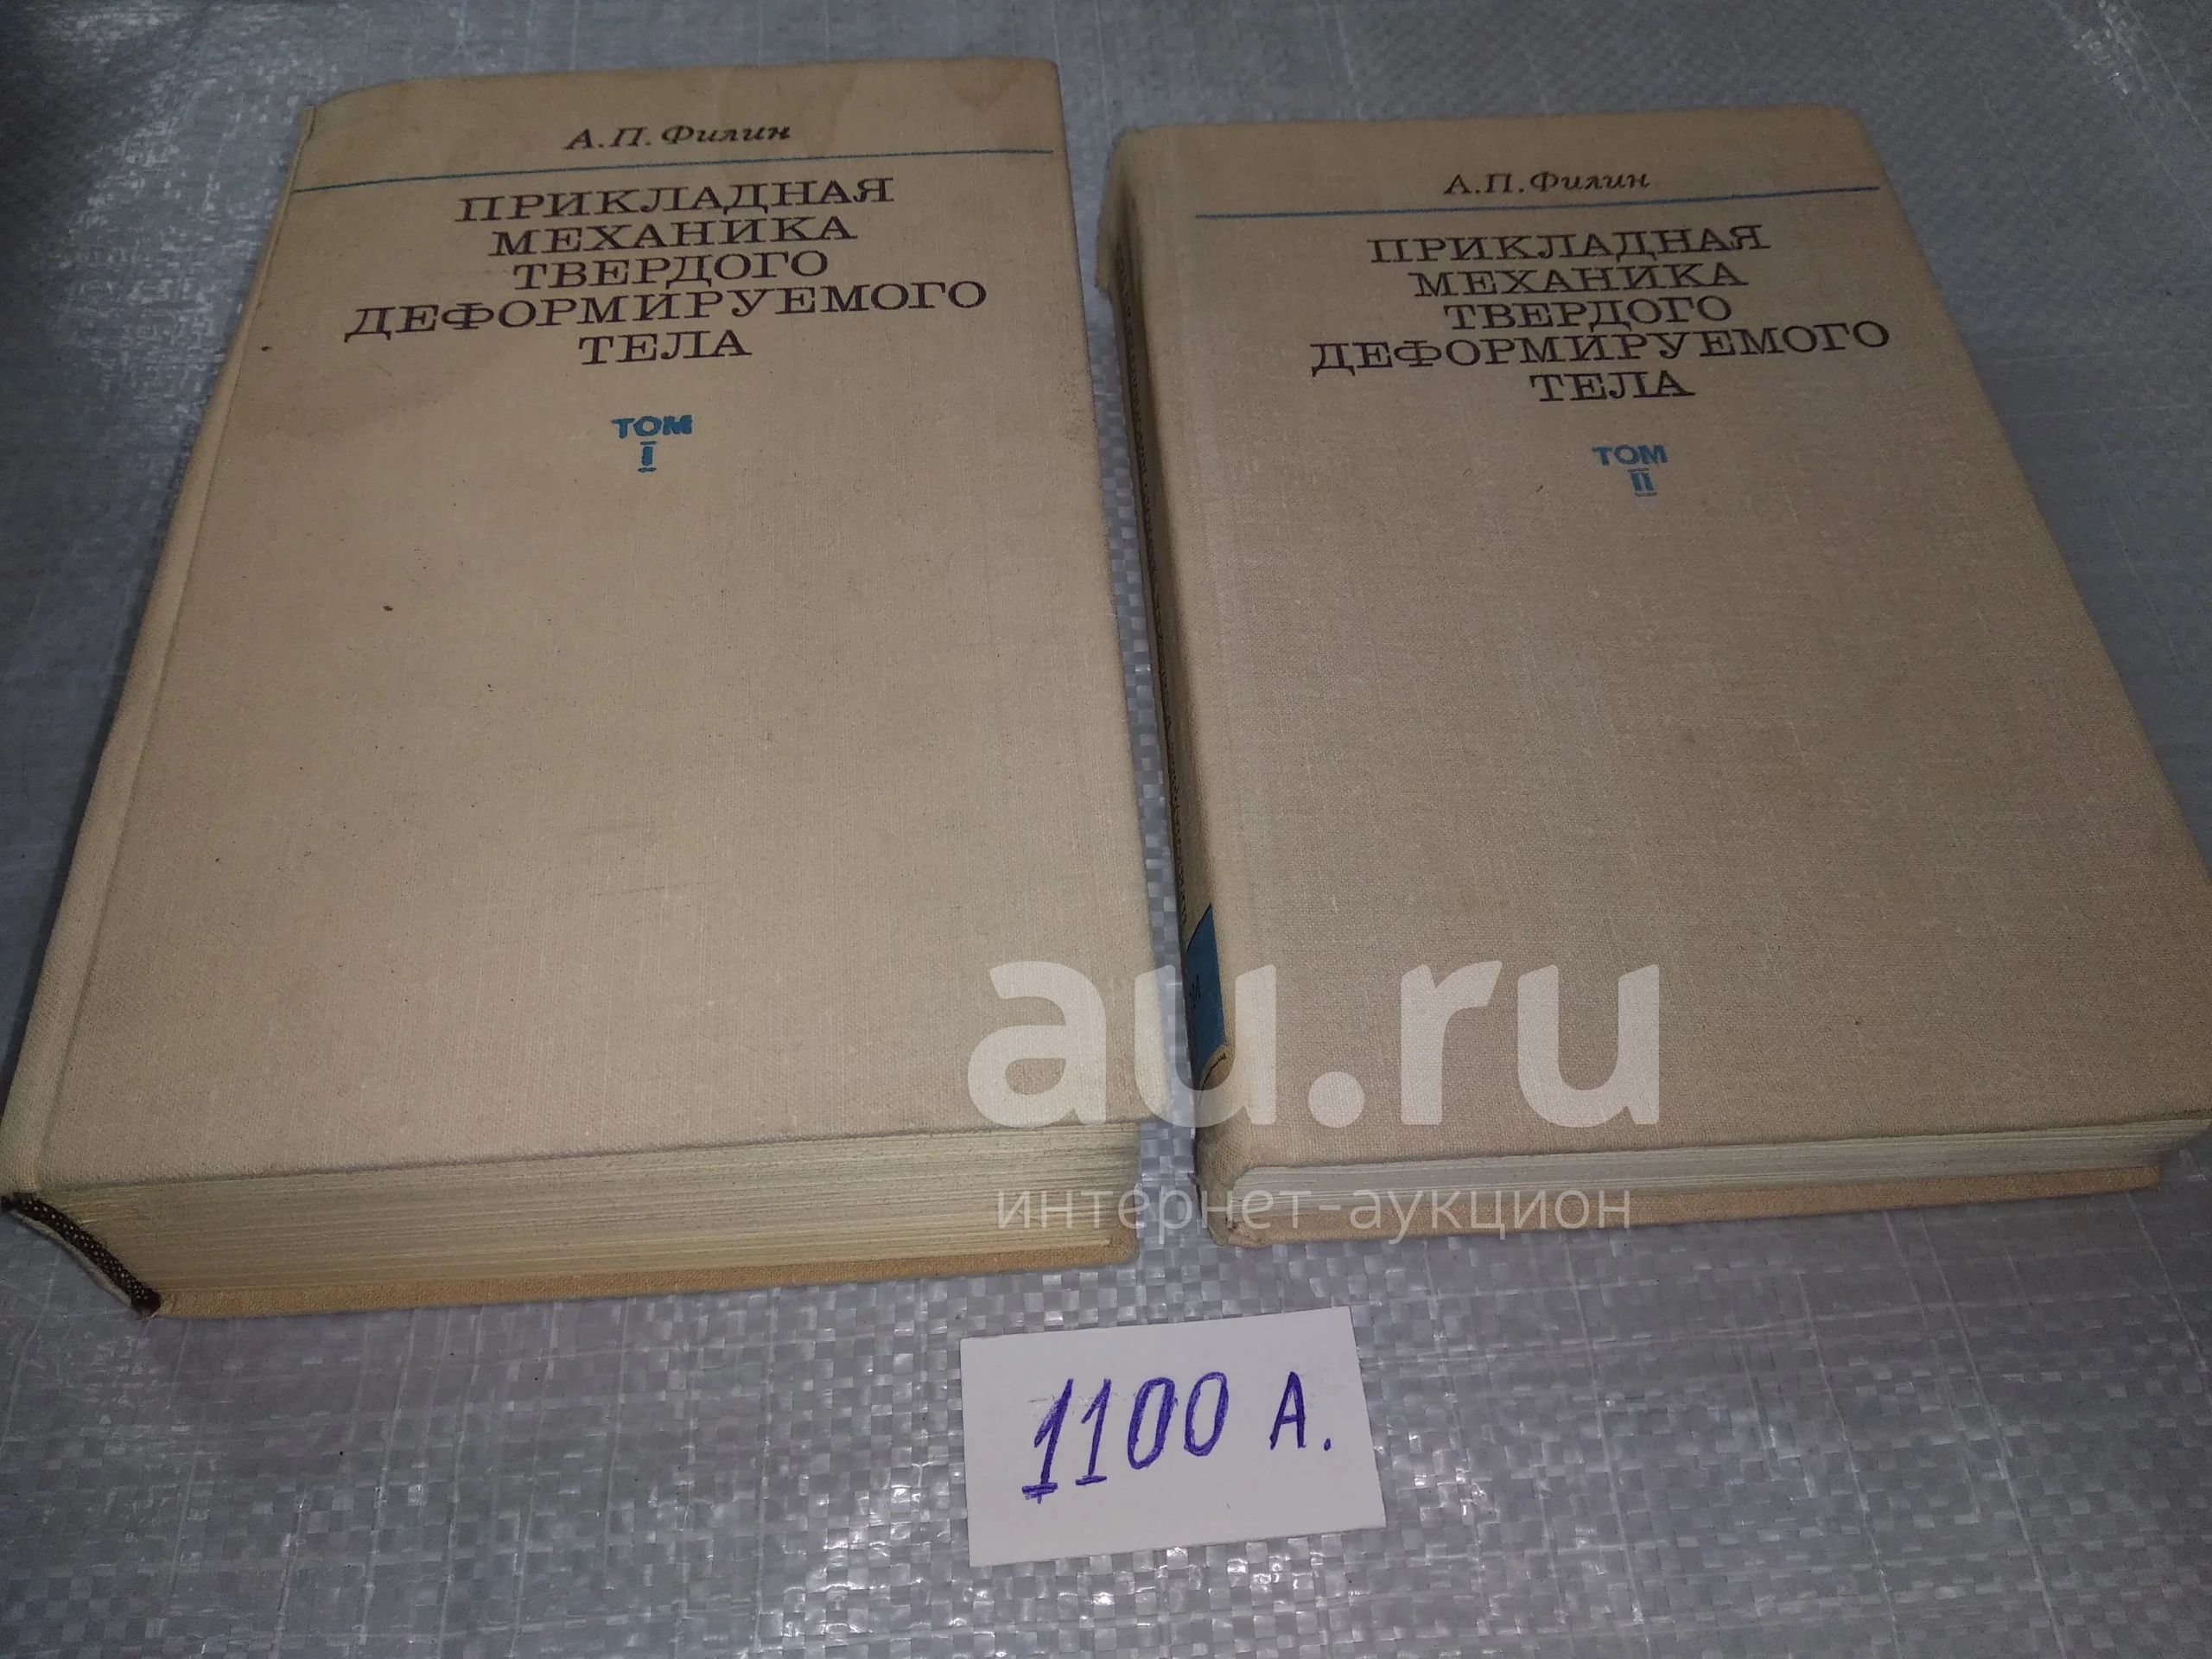 А.П. Филин
ПРИКЛАДНАЯ
МЕХАНИКА
ТВЕРДОГО
ДЕФОРМИРУЕМОГО
ТЕЛА
ТОМ
I
А.П. Филин
ПРИКЛАДНАЯ
МЕХАНИКА
ТВЕРДОГО
ДЕФОРМИРУЕМОГО
ТЕЛА
ТОМ
II
au.ru
интернет-аукцион
1100 А.